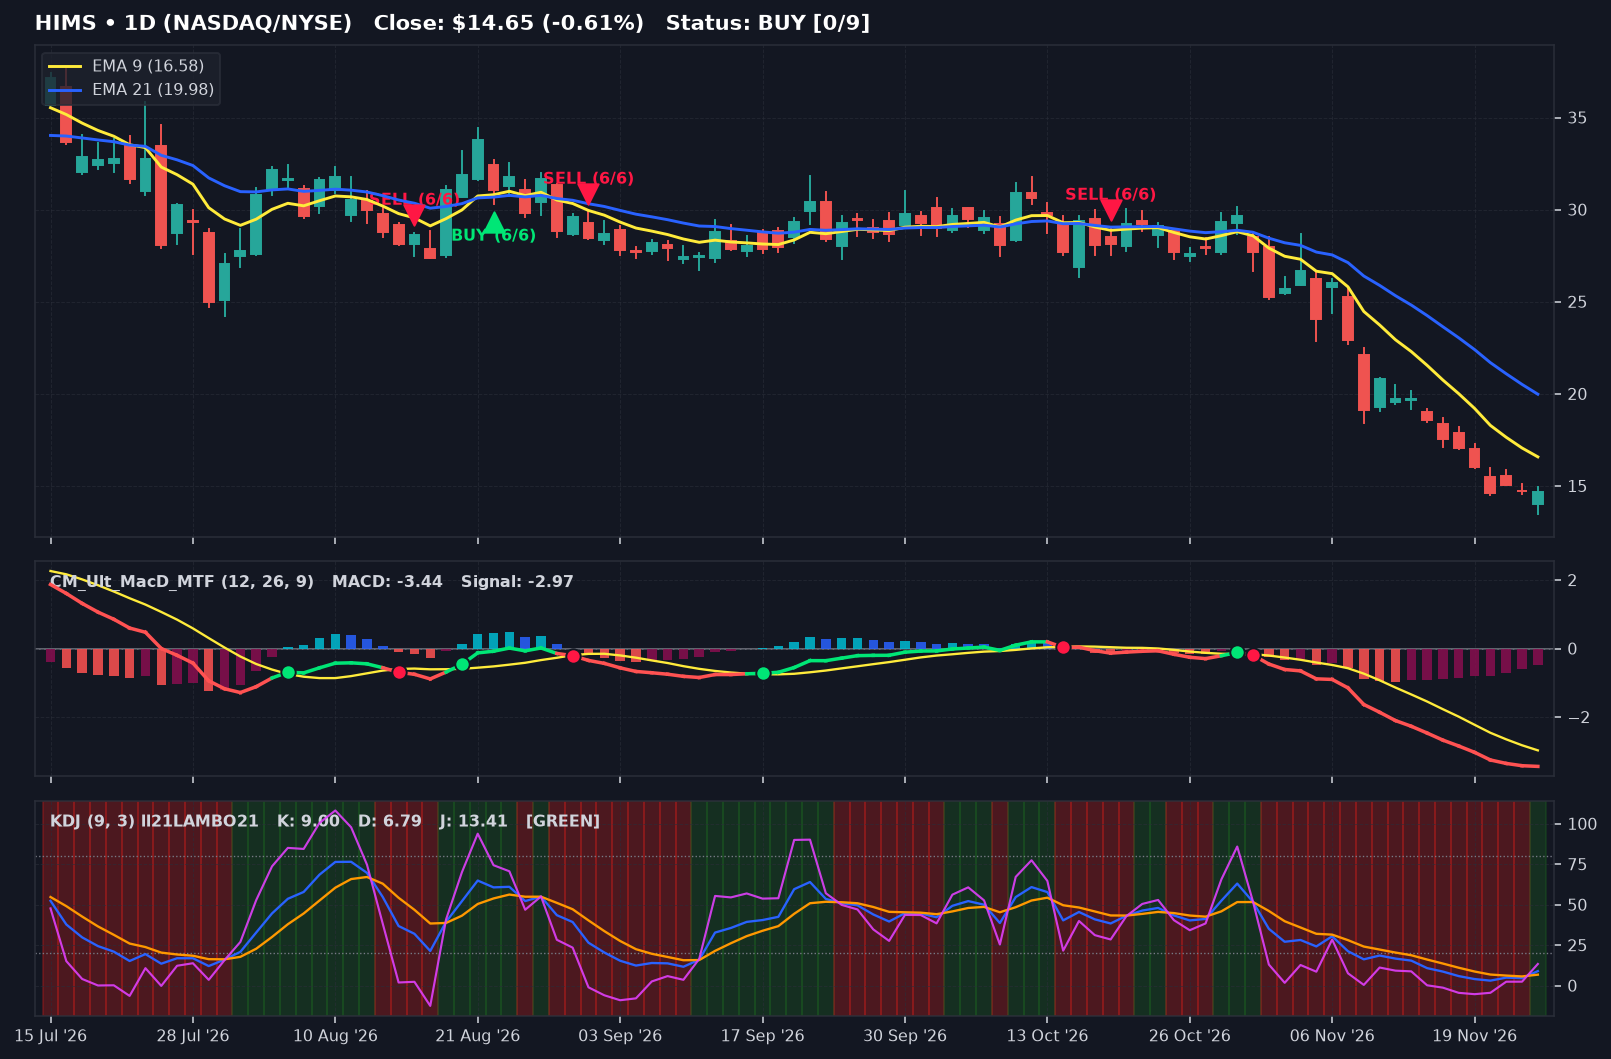 HIMS • 1D (NASDAQ/NYSE)   Close: $14.65 (-0.61%)   Status: BUY [0/9]
EMA 9 (16.58)
EMA 21 (19.98)
SELL (6/6)
BUY (6/6)
SELL (6/6)
SELL (6/6)
35
30
25
20
15
CM_Ult_MacD_MTF (12, 26, 9)   MACD: -3.44   Signal: -2.97
2
0
−2
KDJ (9, 3) II21LAMBO21   K: 9.00   D: 6.79   J: 13.41   [GREEN]
100
75
50
25
0
15 Jul '26
28 Jul '26
10 Aug '26
21 Aug '26
03 Sep '26
17 Sep '26
30 Sep '26
13 Oct '26
26 Oct '26
06 Nov '26
19 Nov '26